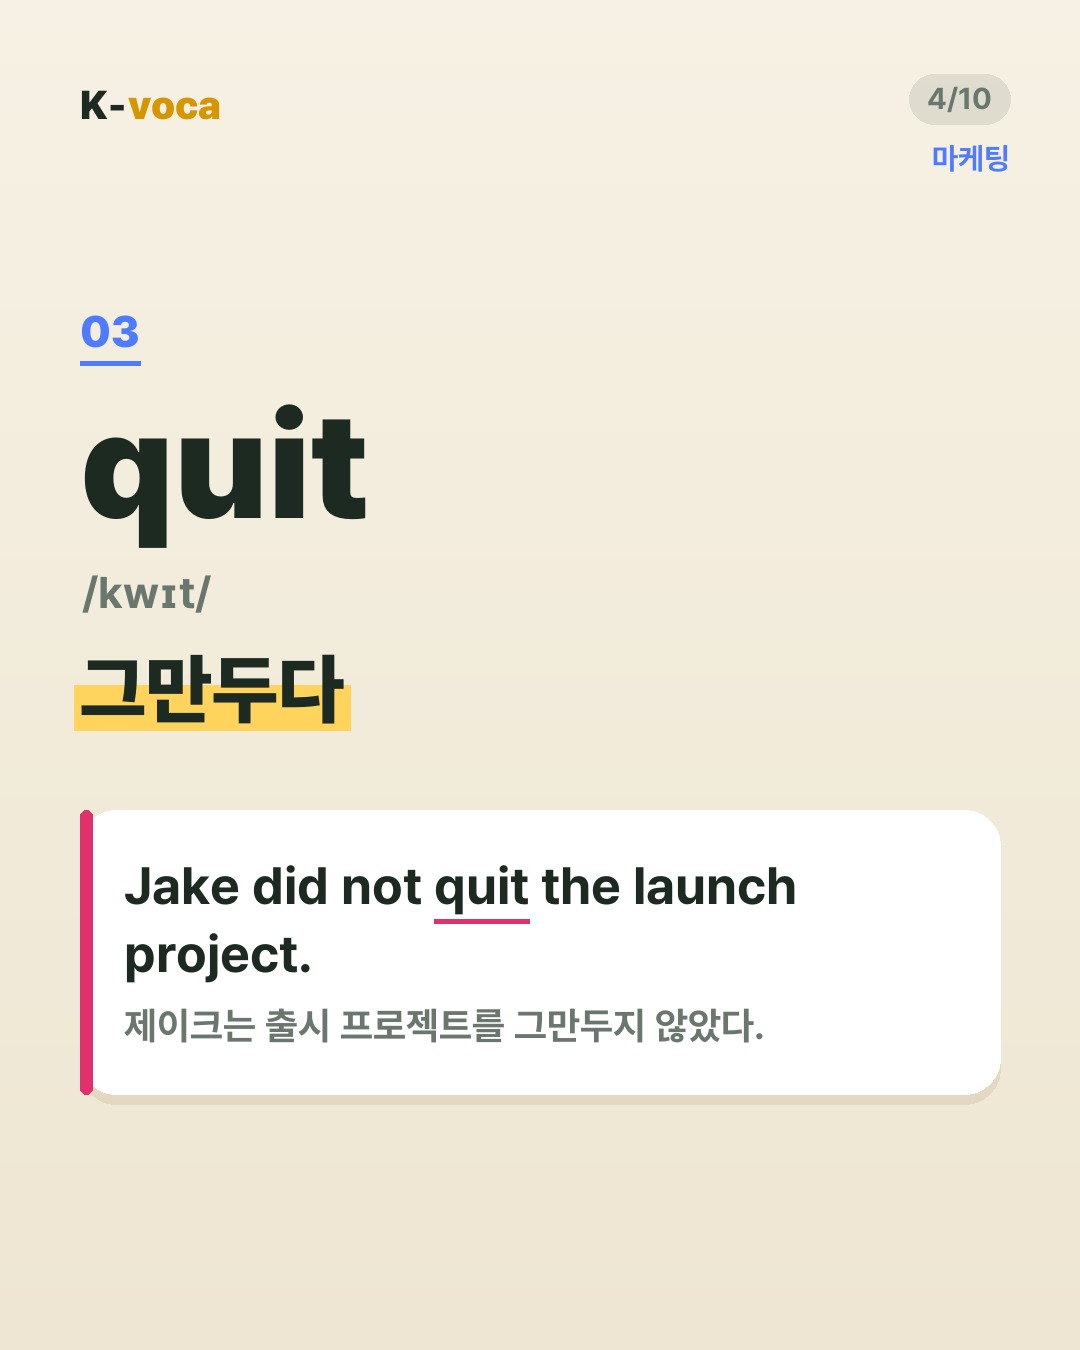 K-voca
4/10
마케팅
03
quit
/kwɪt/
그만두다
Jake did not quit the launch
project.
제이크는 출시 프로젝트를 그만두지 않았다.